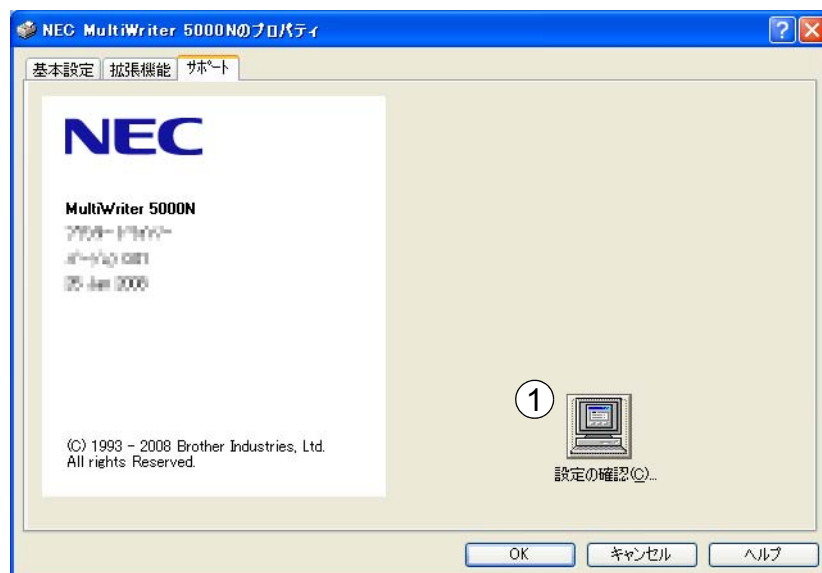 NEC MultiWriter 5000Nのプロパティ
基本設定 拡張機能 サポート
NEC
MultiWriter 5000N
(C) 1993 - 2008 Brother Industries, Ltd.
All rights Reserved.
1
設定の確認(C)...
OK キャンセル ヘルプ